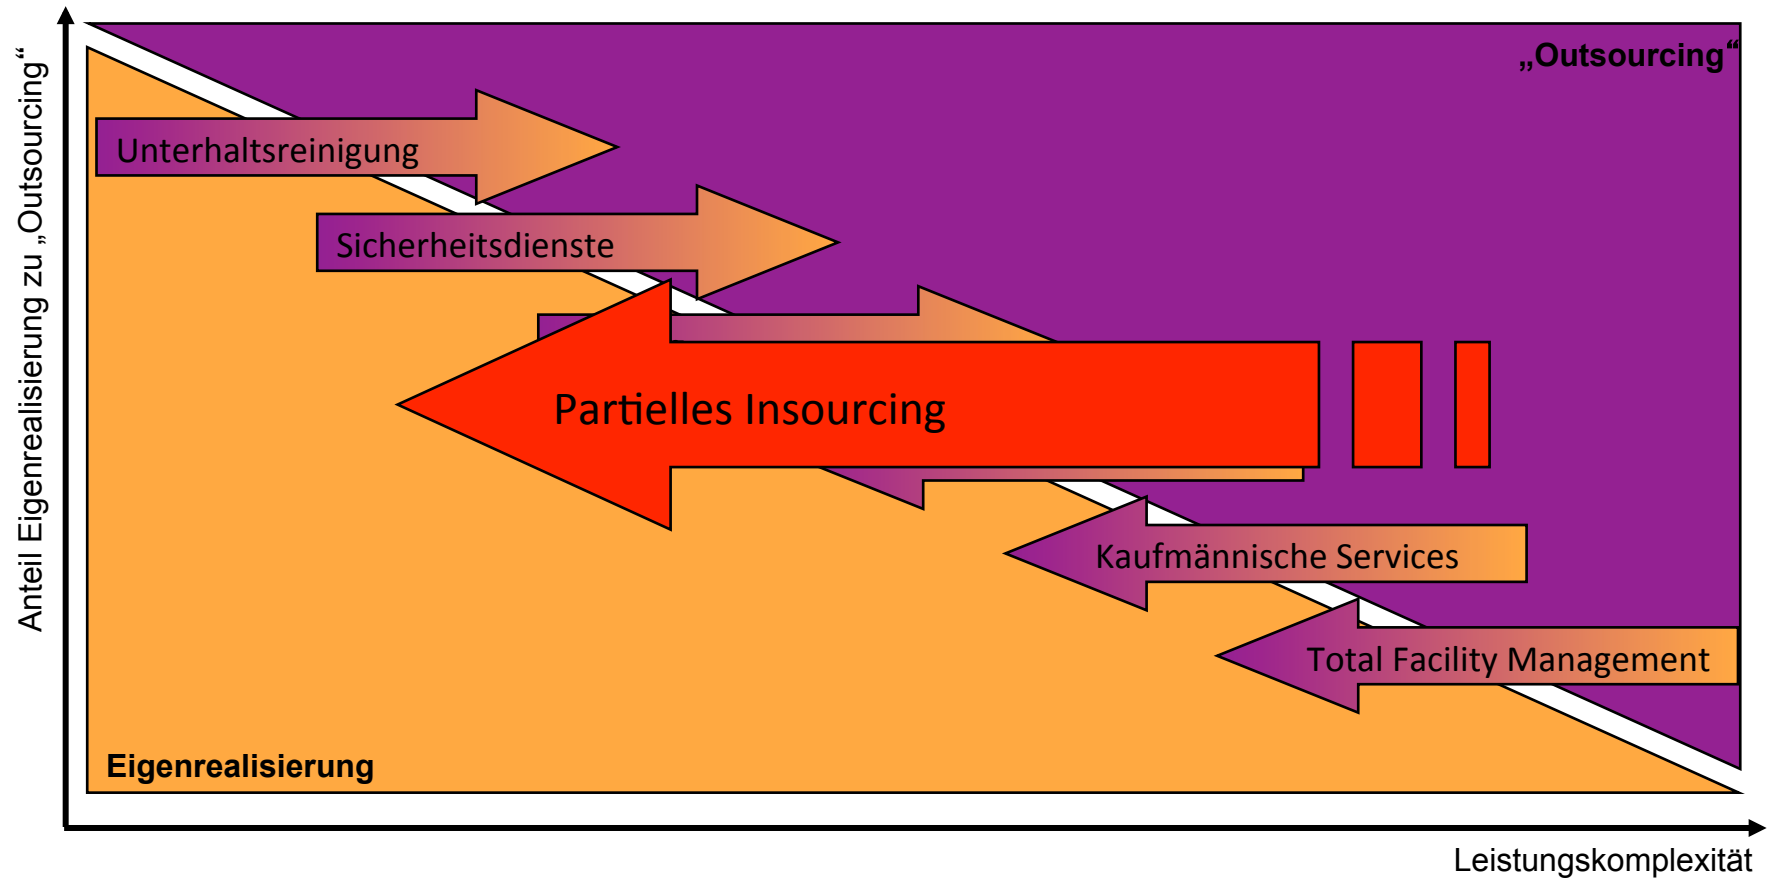 Anteil Eigenrealisierung zu „Outsourcing“
„Outsourcing“
Unterhaltsreinigung
Sicherheitsdienste
Partielles Insourcing
Kaufmännische Services
Total Facility Management
Eigenrealisierung
Leistungskomplexität